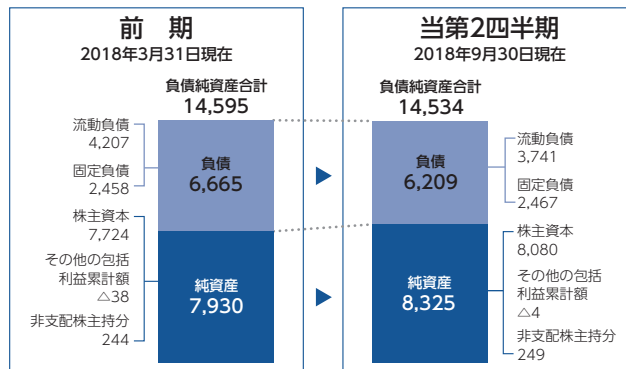 前　期
2018年3月31日現在
負債純資産合計
14,595
流動負債
4,207
固定負債
2,458
負債
6,665
株主資本
7,724
その他の包括
利益累計額
△38
非支配株主持分
244
純資産
7,930
当第2四半期
2018年9月30日現在
負債純資産合計
14,534
負債
6,209
流動負債
3,741
固定負債
2,467
純資産
8,325
株主資本
8,080
その他の包括
利益累計額
△4
非支配株主持分
249